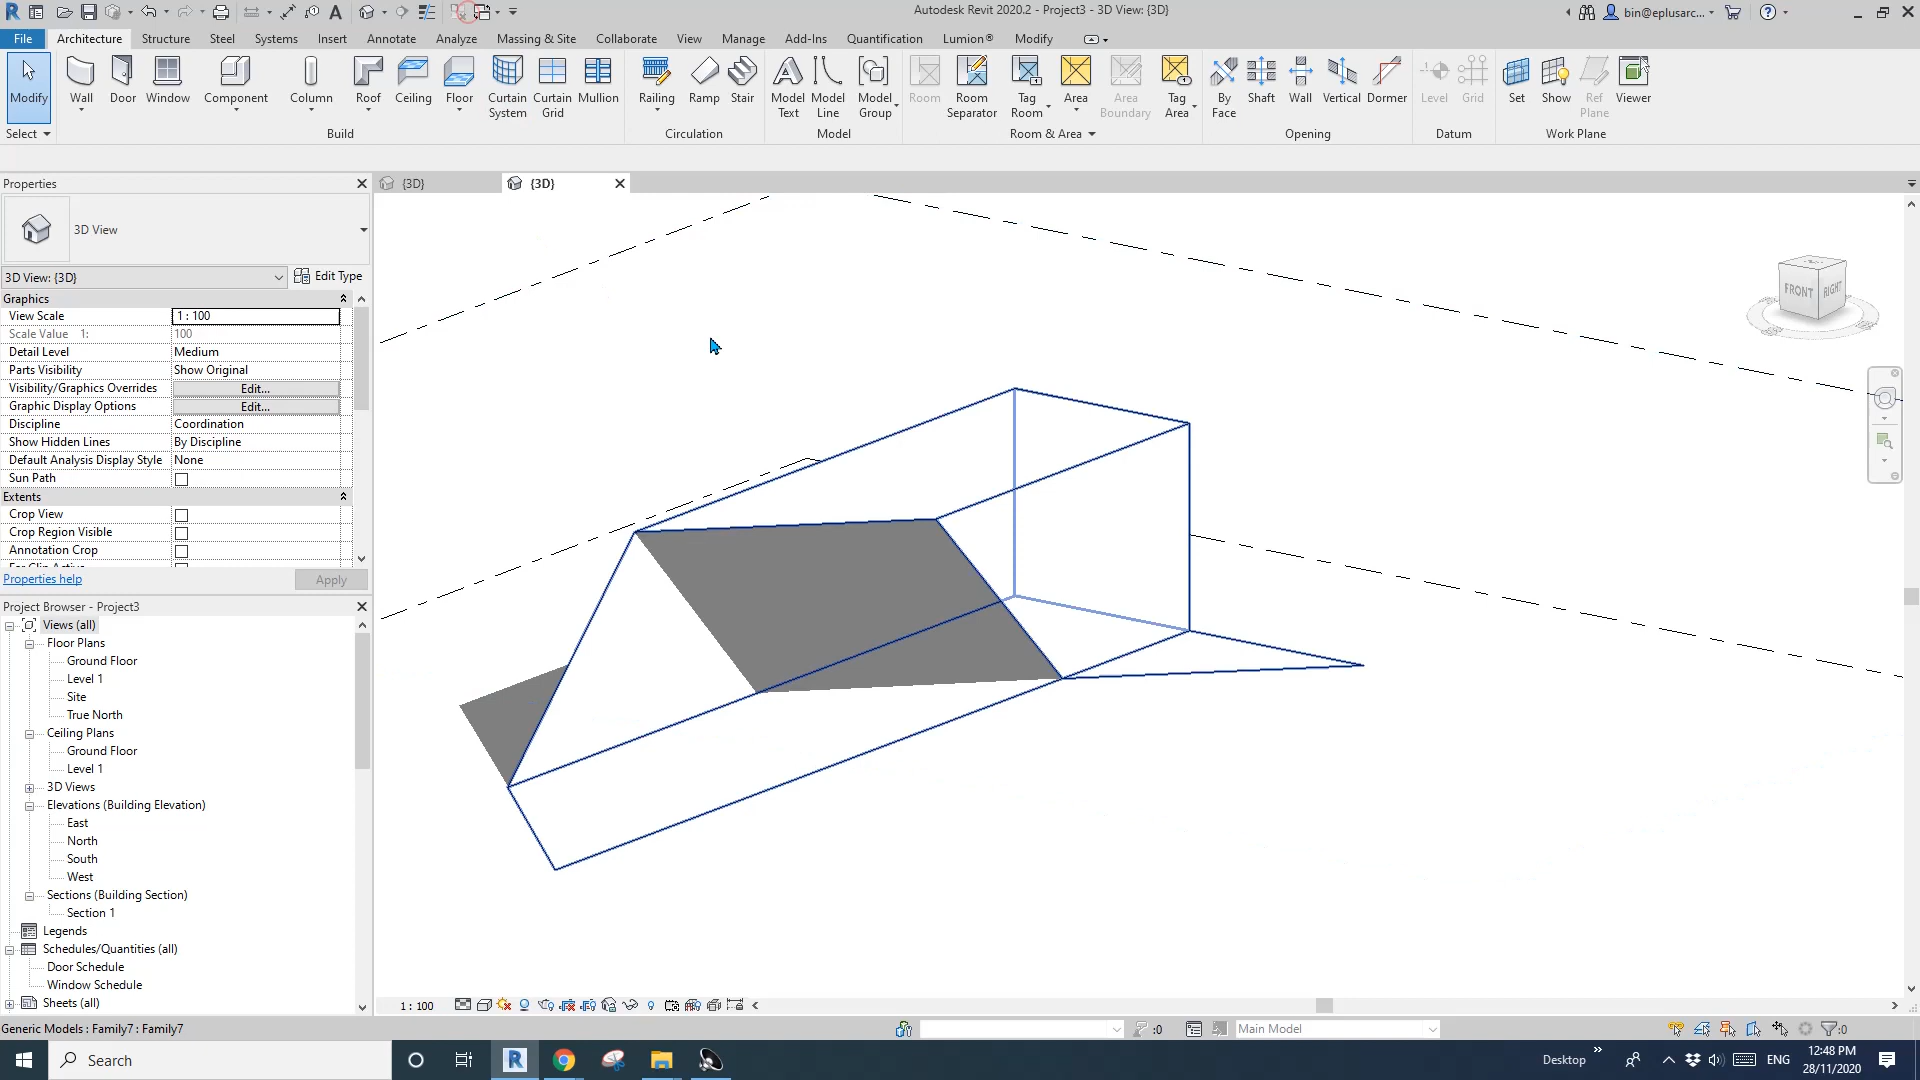 Autodesk Revit 2020.2 - Project3 - 3D View: {3D}
bin@eplusarc...
File Architecture Structure Steel Systems Insert Annotate Analyze Massing & Site Collaborate View Manage Add-Ins Quantification Lumion® Modify
Modify Wall Door Window Component Column Roof Ceiling Floor Curtain System Curtain Grid Mullion Railing Ramp Stair Model Text Model Line Model Group Room Room Separator Tag Room Area Area Boundary Tag Area By Face Shaft Wall Vertical Dormer Level Grid Set Show Ref Plane Viewer
Select Build Circulation Model Room & Area Opening Datum Work Plane
Properties
{3D} {3D}
3D View
3D View: {3D} Edit Type
Graphics
View Scale 1 : 100
Scale Value 1: 100
Detail Level Medium
Parts Visibility Show Original
Visibility/Graphics Overrides Edit...
Graphic Display Options Edit...
Discipline Coordination
Show Hidden Lines By Discipline
Default Analysis Display Style None
Sun Path
Extents
Crop View
Crop Region Visible
Annotation Crop
Properties help Apply
FRONT RIGHT
Project Browser - Project3
Views (all)
Floor Plans
Ground Floor
Level 1
Site
True North
Ceiling Plans
Ground Floor
Level 1
3D Views
Elevations (Building Elevation)
East
North
South
West
Sections (Building Section)
Section 1
Legends
Schedules/Quantities (all)
Door Schedule
Window Schedule
Sheets (all)
1 : 100
Generic Models : Family7 : Family7
:0
Main Model
:0
Search
Desktop
ENG
12:48 PM
28/11/2020